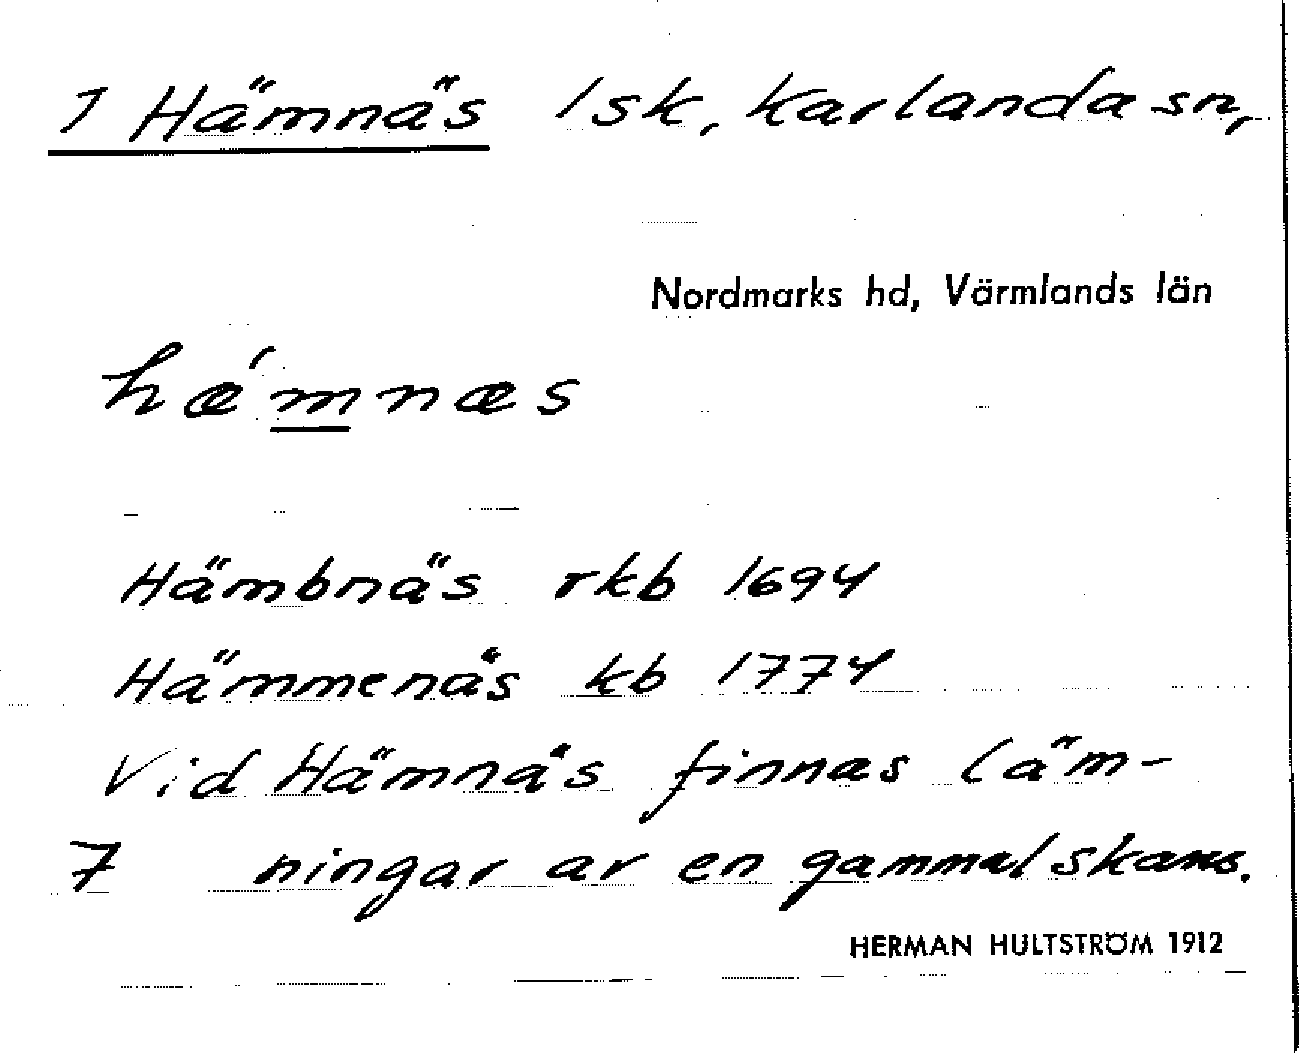 1 Hämnäs 1sk, Karlanda sn,
Nordmarks hd, Värmlands län
hǽmnæs
Hämbnäs rkb 1694
Hämmenäs kb 1774
Vid Hämnäs finnas läm-
7 ningar av en gammal skans.
HERMAN HULTSTRÖM 1912